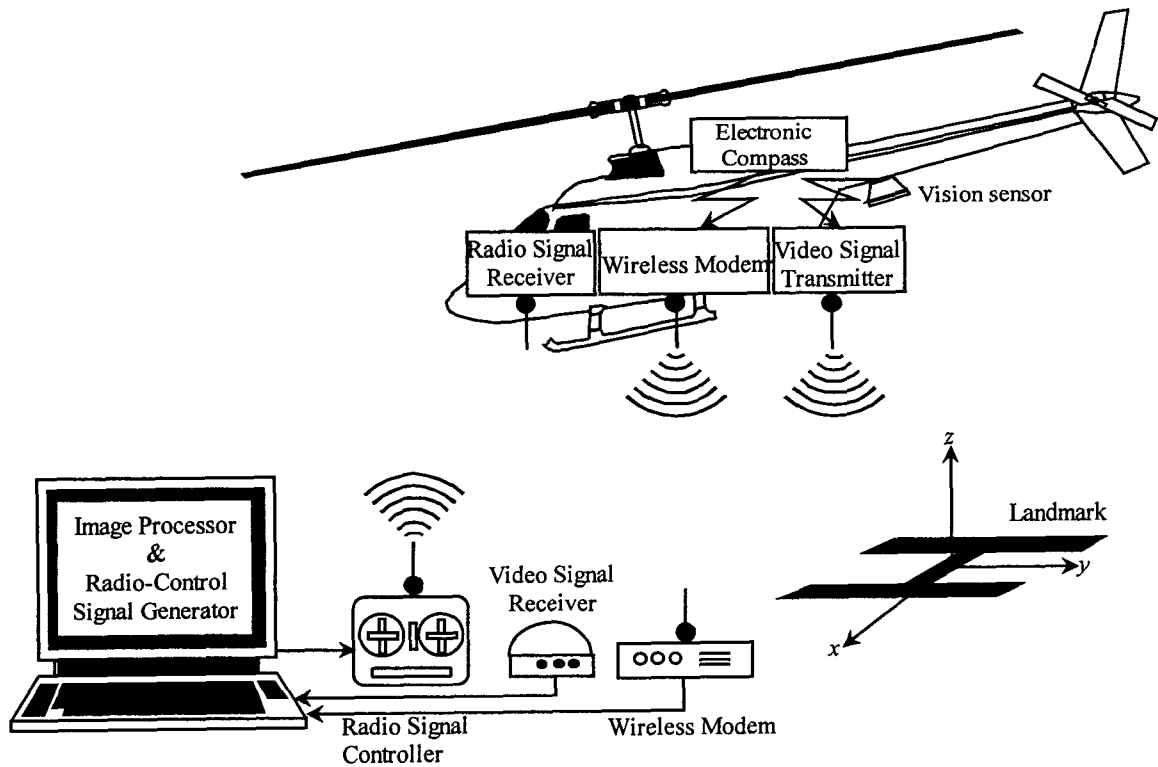 Electronic
Compass
Vision sensor
Radio Signal
Receiver
Wireless Modem
Video Signal
Transmitter
z
Landmark
y
x
Image Processor
&
Radio-Control
Signal Generator
Video Signal
Receiver
Radio Signal
Controller
Wireless Modem